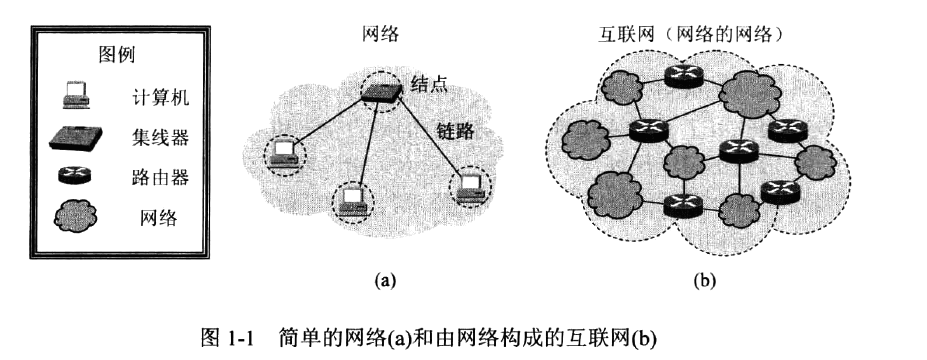 图例
计算机
集线器
路由器
网络
网络
结点
链路
(a)
互联网（网络的网络）
(b)
图 1-1 简单的网络(a)和由网络构成的互联网(b)